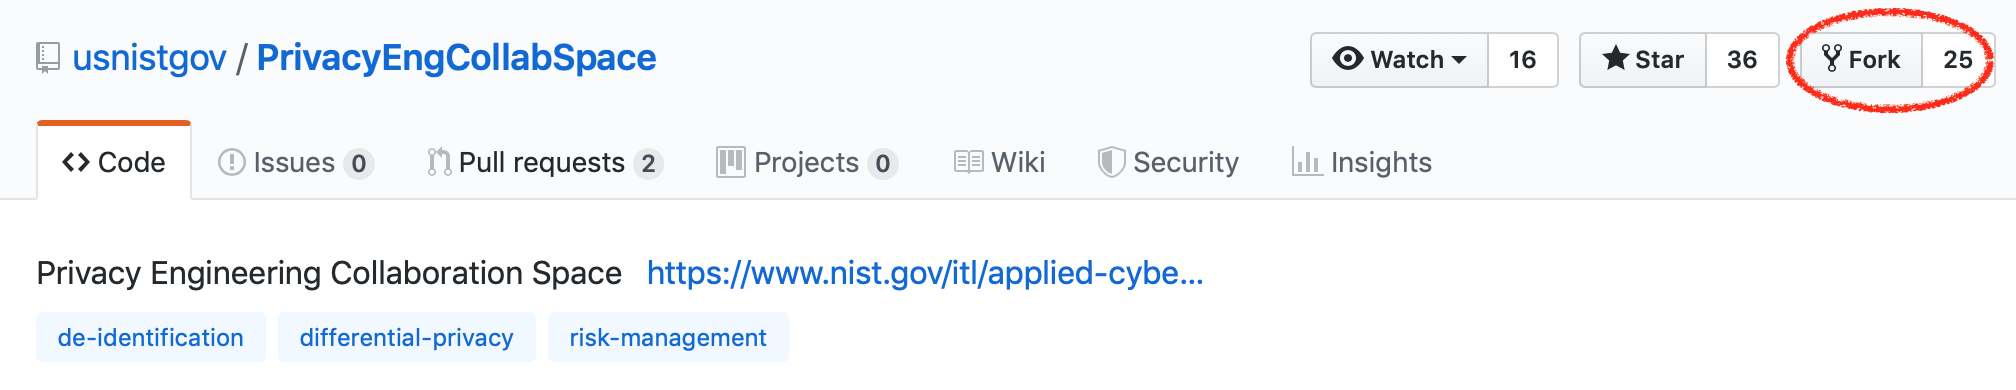 usnistgov / PrivacyEngCollabSpace
Watch 16 Star 36 Fork 25
Code Issues 0 Pull requests 2 Projects 0 Wiki Security Insights
Privacy Engineering Collaboration Space https://www.nist.gov/itl/applied-cybe...
de-identification differential-privacy risk-management